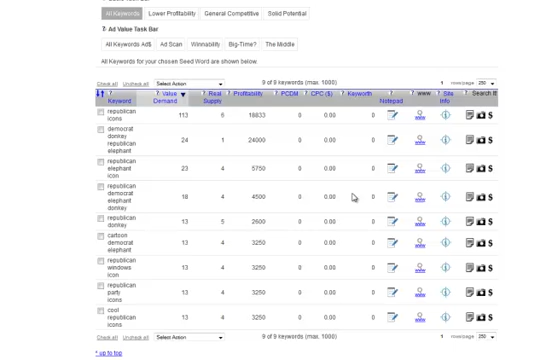 All Keywords Lower Profitability General Competitive Solid Potential
? Ad Value Task Bar
All Keywords Ad$ Ad Scan Winnability Big-Time? The Middle
All Keywords for your chosen Seed Word are shown below.
Check all Uncheck all Select Action 9 of 9 keywords (max. 1000) 1 rows/page 250
? Keyword ? Value Demand ? Real Supply ? Profitability ? PCDM ? CPC ($) ? Keyworth ? Notepad ? www ? Site Info ? Search It!
republican icons 113 6 18833 0 0.00 0 www $
democrat donkey republican elephant 24 1 24000 0 0.00 0 www $
republican elephant icon 23 4 5750 0 0.00 0 www $
republican democrat elephant donkey 18 4 4500 0 0.00 0 www $
republican donkey 13 5 2600 0 0.00 0 www $
cartoon democrat elephant 13 4 3250 0 0.00 0 www $
republican windows icon 13 4 3250 0 0.00 0 www $
republican party icons 13 4 3250 0 0.00 0 www $
cool republican icons 13 4 3250 0 0.00 0 www $
Check all Uncheck all Select Action 9 of 9 keywords (max. 1000) 1 rows/page 250
^ up to top